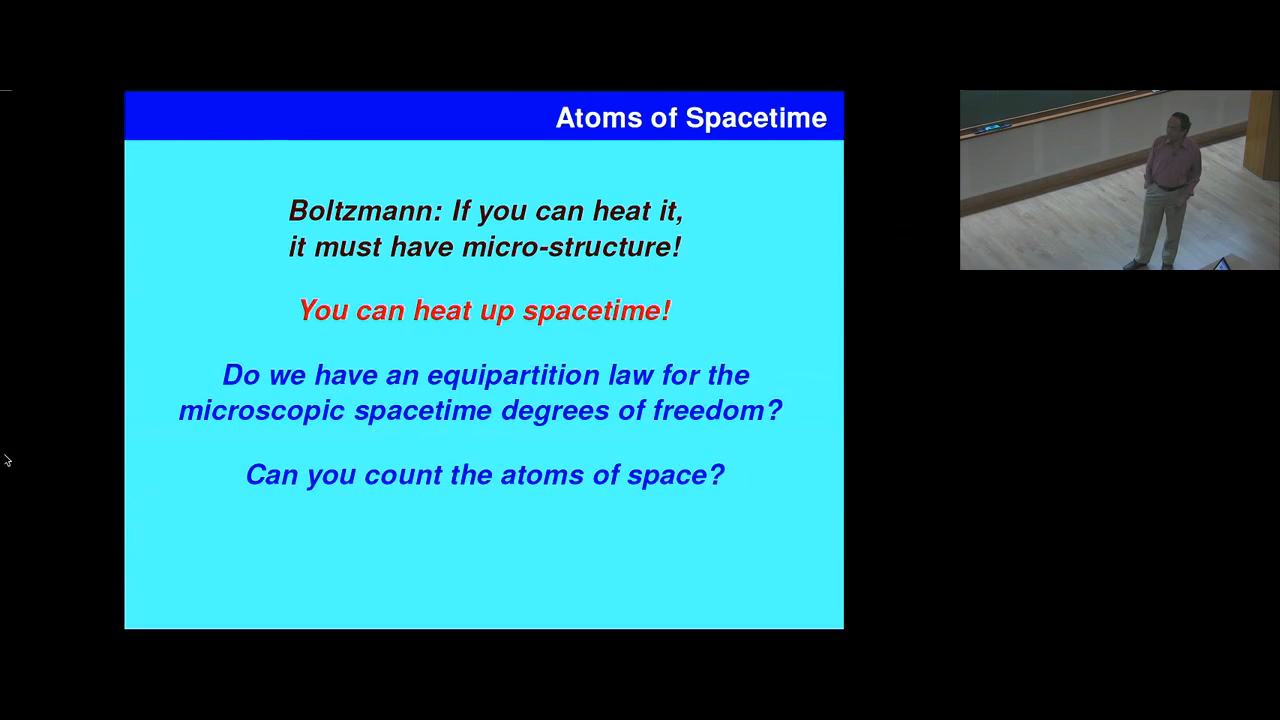 Atoms of Spacetime
Boltzmann: If you can heat it,
it must have micro-structure!
You can heat up spacetime!
Do we have an equipartition law for the
microscopic spacetime degrees of freedom?
Can you count the atoms of space?